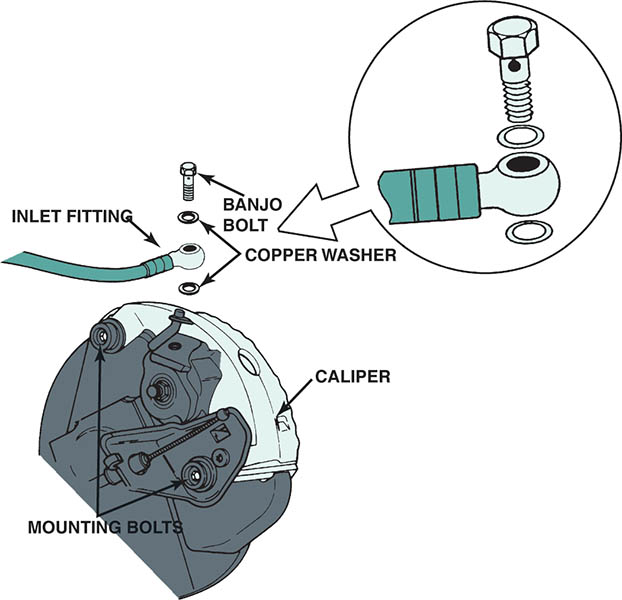 BANJO
BOLT
INLET FITTING
COPPER WASHER
CALIPER
MOUNTING BOLTS